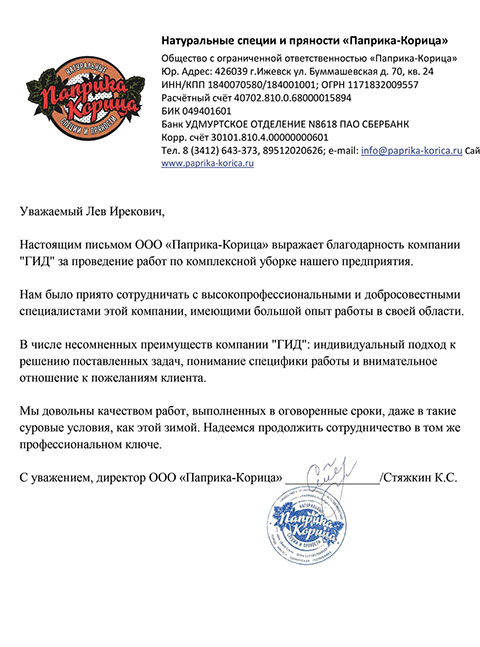 НАТУРАЛЬНЫЕ
Паприка
Корица
СПЕЦИИ И ПРЯНОСТИ
Натуральные специи и пряности «Паприка-Корица»
Общество с ограниченной ответственностью «Паприка-Корица»
Юр. Адрес: 426039 г.Ижевск ул. Буммашевская д. 70, кв. 24
ИНН/КПП 1840070580/184001001; ОГРН 1171832009557
Расчётный счёт 40702.810.0.68000015894
БИК 049401601
Банк УДМУРТСКОЕ ОТДЕЛЕНИЕ N8618 ПАО СБЕРБАНК
Корр. счёт 30101.810.4.00000000601
Тел. 8 (3412) 643-373, 89512020626; e-mail: info@paprika-korica.ru Сай
www.paprika-korica.ru
Уважаемый Лев Ирекович,
Настоящим письмом ООО «Паприка-Корица» выражает благодарность компании
"ГИД" за проведение работ по комплексной уборке нашего предприятия.
Нам было приято сотрудничать с высокопрофессиональными и добросовестными
специалистами этой компании, имеющими большой опыт работы в своей области.
В числе несомненных преимуществ компании "ГИД": индивидуальный подход к
решению поставленных задач, понимание специфики работы и внимательное
отношение к пожеланиям клиента.
Мы довольны качеством работ, выполненных в оговоренные сроки, даже в такие
суровые условия, как этой зимой. Надеемся продолжить сотрудничество в том же
профессиональном ключе.
С уважением, директор ООО «Паприка-Корица» _______________/Стяжкин К.С.
НАТУРАЛЬНЫЕ
Паприка
Корица
СПЕЦИИ И ПРЯНОСТИ